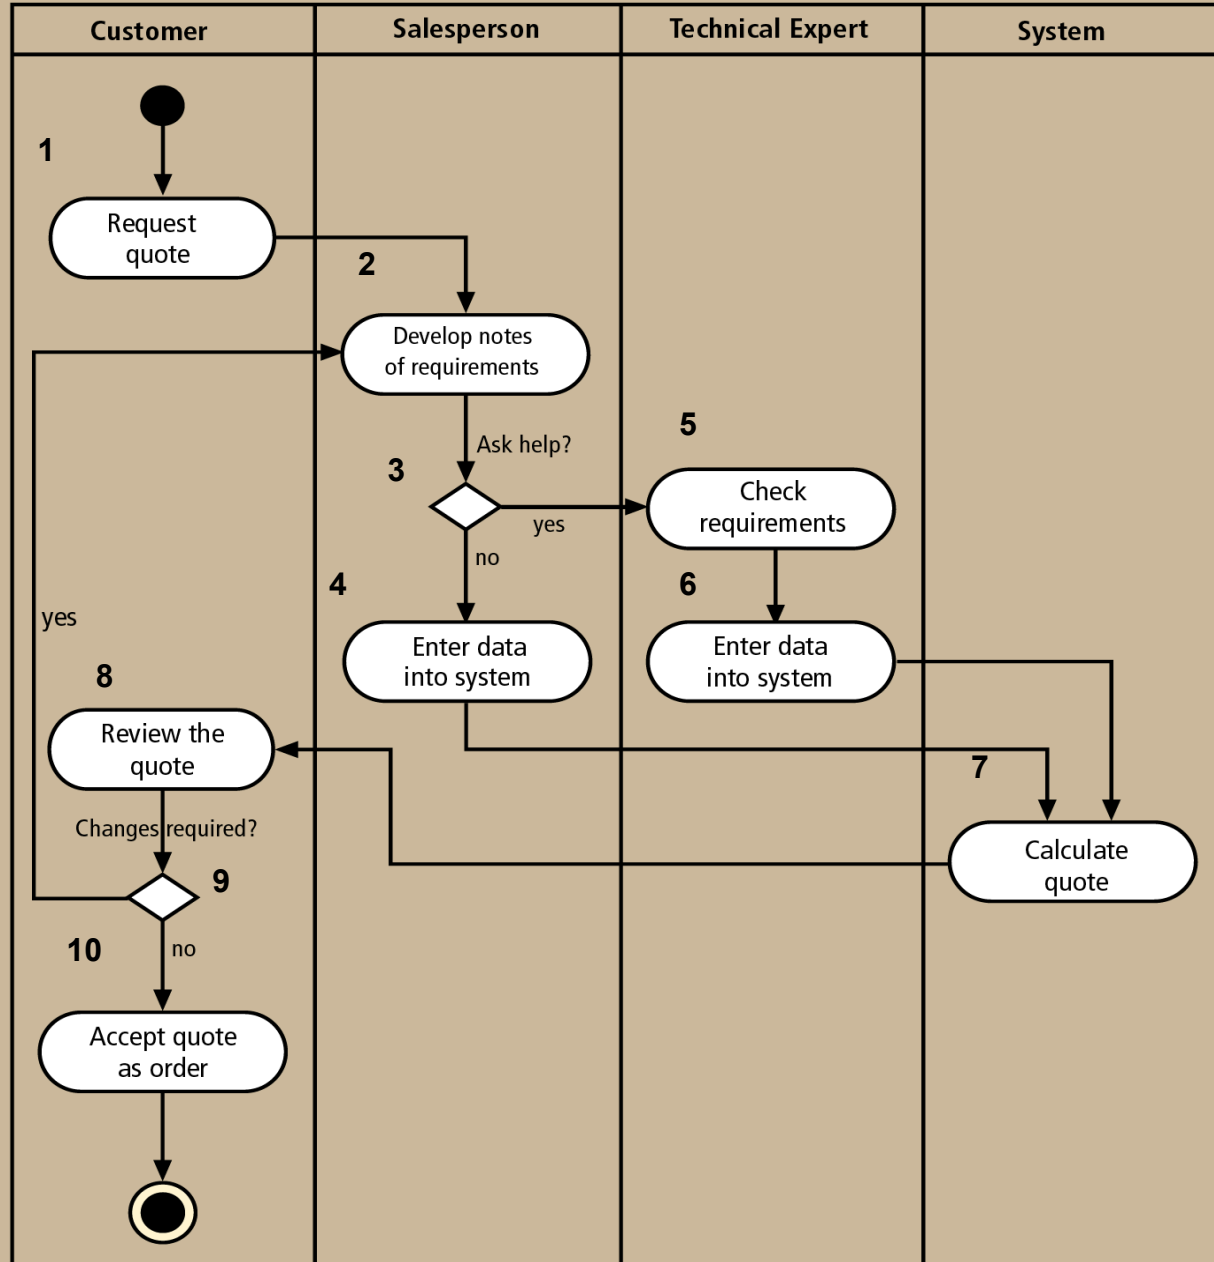 Customer
Salesperson
Technical Expert
System
1
Request
quote
2
Develop notes
of requirements
Ask help?
3
yes
no
5
Check
requirements
4
Enter data
into system
6
Enter data
into system
yes
8
Review the
quote
7
Calculate
quote
Changes required?
9
10
no
Accept quote
as order